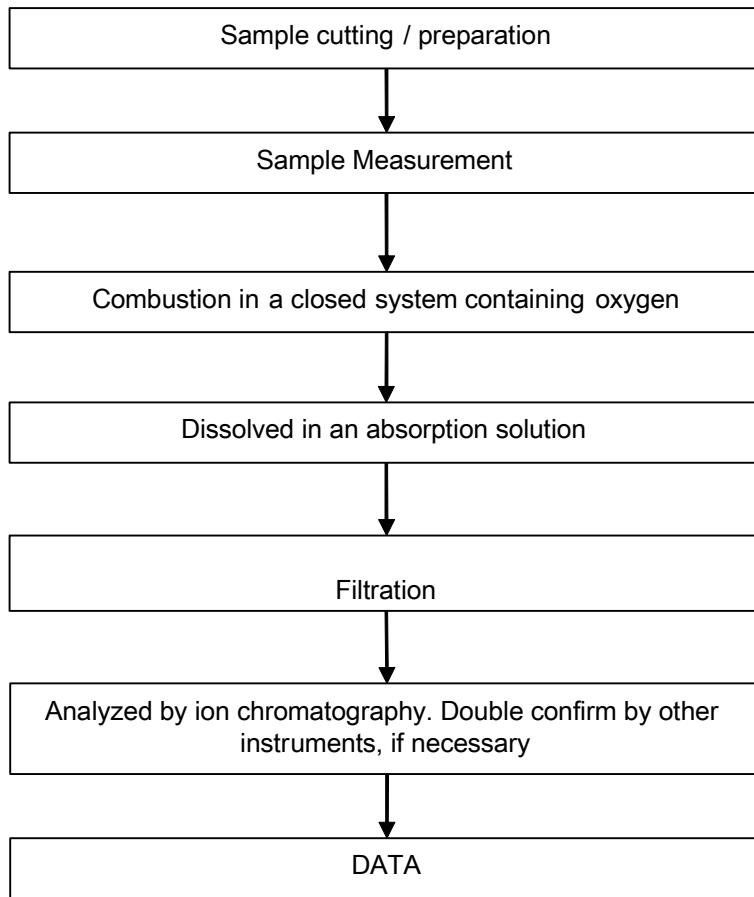 Sample cutting / preparation
Sample Measurement
Combustion in a closed system containing oxygen
Dissolved in an absorption solution
Filtration
Analyzed by ion chromatography. Double confirm by other
instruments, if necessary
DATA